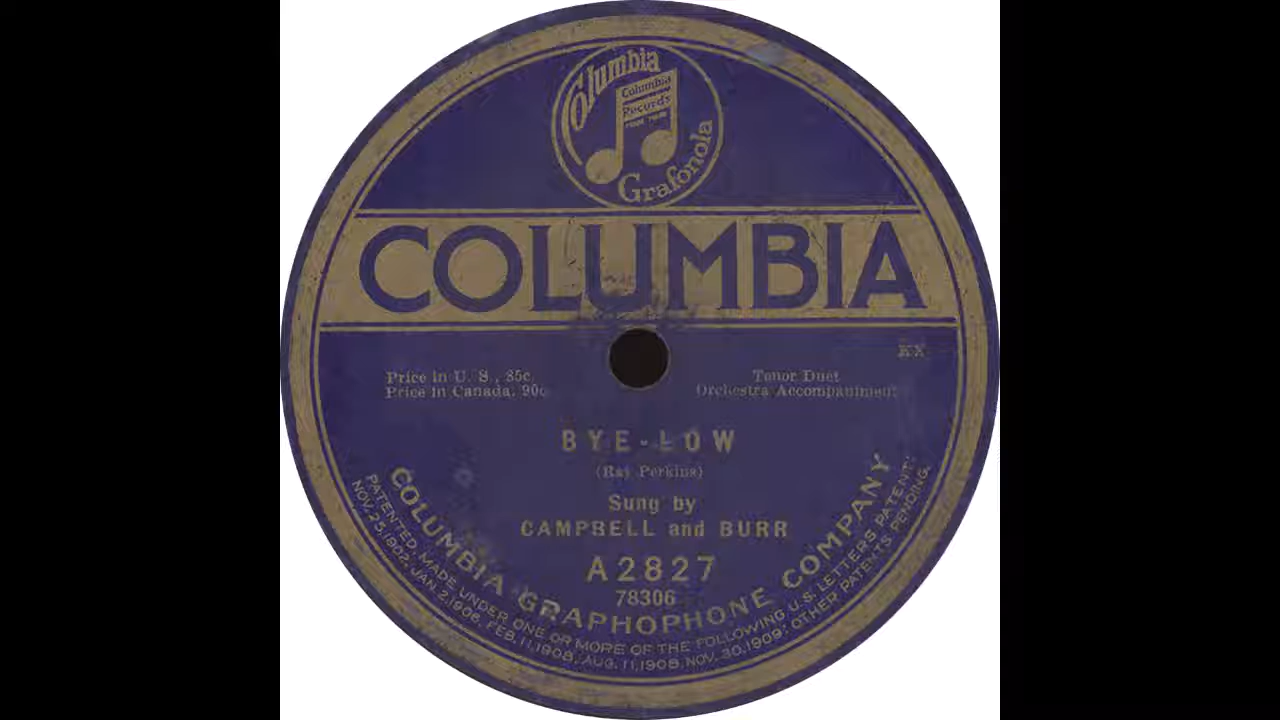 Columbia
Columbia
Records
Grafonola
COLUMBIA
KX
Price in U. S., 85c.
Price in Canada, 90c
Tenor Duet
Orchestra Accompaniment
BYE-LOW
(Ray Perkins)
Sung by
CAMPBELL and BURR
A2827
78306
COLUMBIA GRAPHOPHONE COMPANY
PATENTED, MADE UNDER ONE OR MORE OF THE FOLLOWING U.S. LETTERS PATENT:
NOV. 25, 1902, JAN. 2, 1906, FEB. 11, 1908, AUG. 11, 1908, NOV. 30, 1909; OTHER PATENTS PENDING.